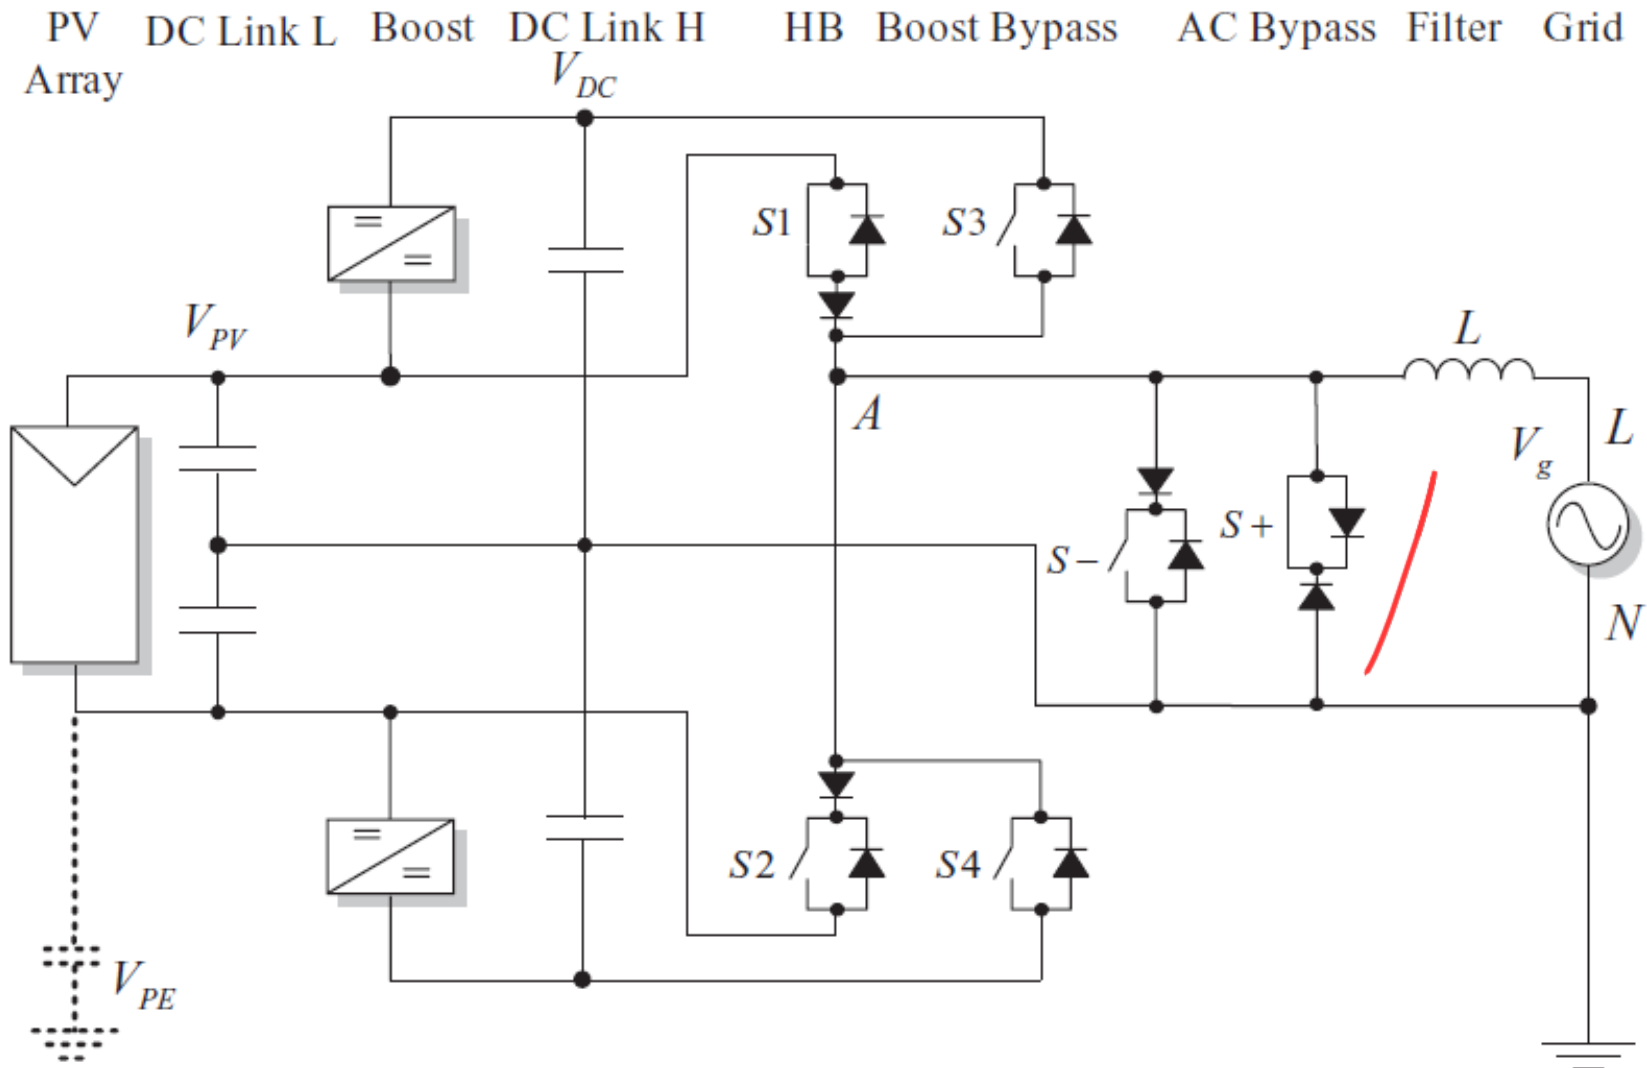 PV Array
DC Link L
Boost
DC Link H
HB
Boost Bypass
AC Bypass
Filter
Grid
V_DC
S1
S3
V_PV
L
A
V_g
L
S+
S−
N
S2
S4
V_PE